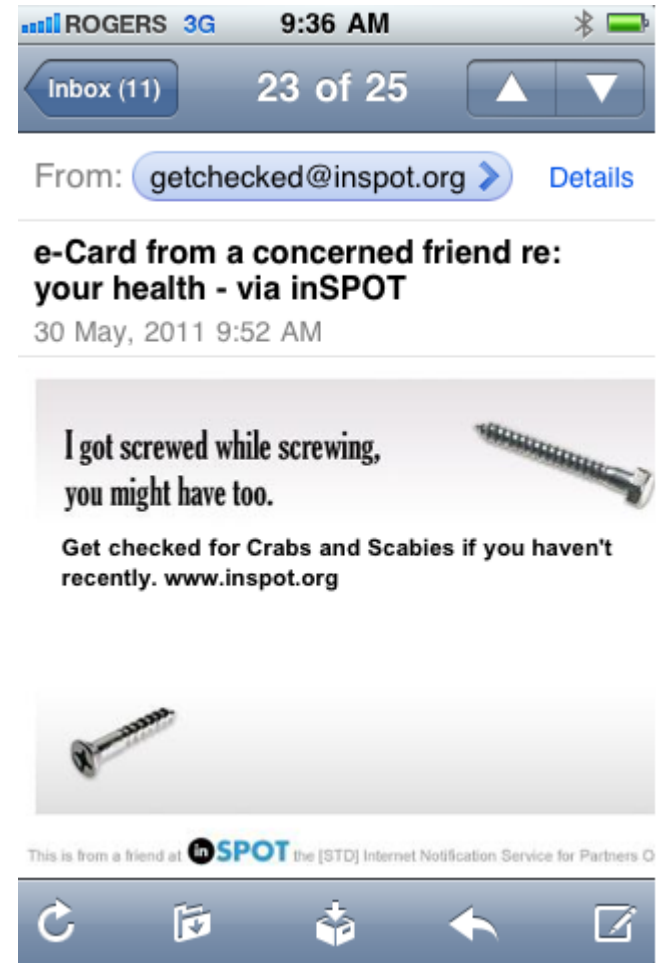 ROGERS 3G 9:36 AM
Inbox (11) 23 of 25
From: getchecked@inspot.org Details
e-Card from a concerned friend re:
your health - via inSPOT
30 May, 2011 9:52 AM
I got screwed while screwing,
you might have too.
Get checked for Crabs and Scabies if you haven't
recently. www.inspot.org
This is from a friend at inSPOT the [STD] Internet Notification Service for Partners O